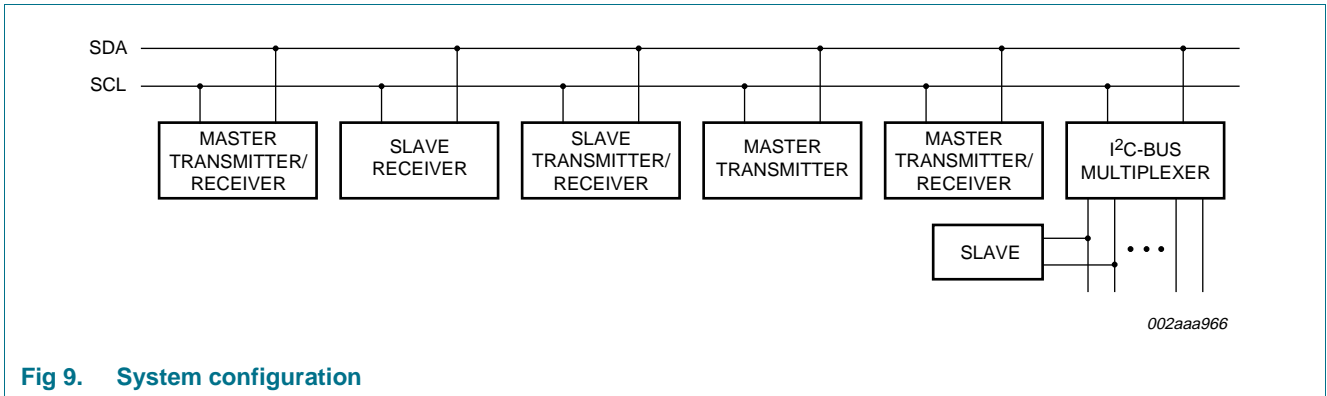 SDA
SCL
MASTER
TRANSMITTER/
RECEIVER
SLAVE
RECEIVER
SLAVE
TRANSMITTER/
RECEIVER
MASTER
TRANSMITTER
MASTER
TRANSMITTER/
RECEIVER
I²C-BUS
MULTIPLEXER
SLAVE
002aaa966
Fig 9. System configuration